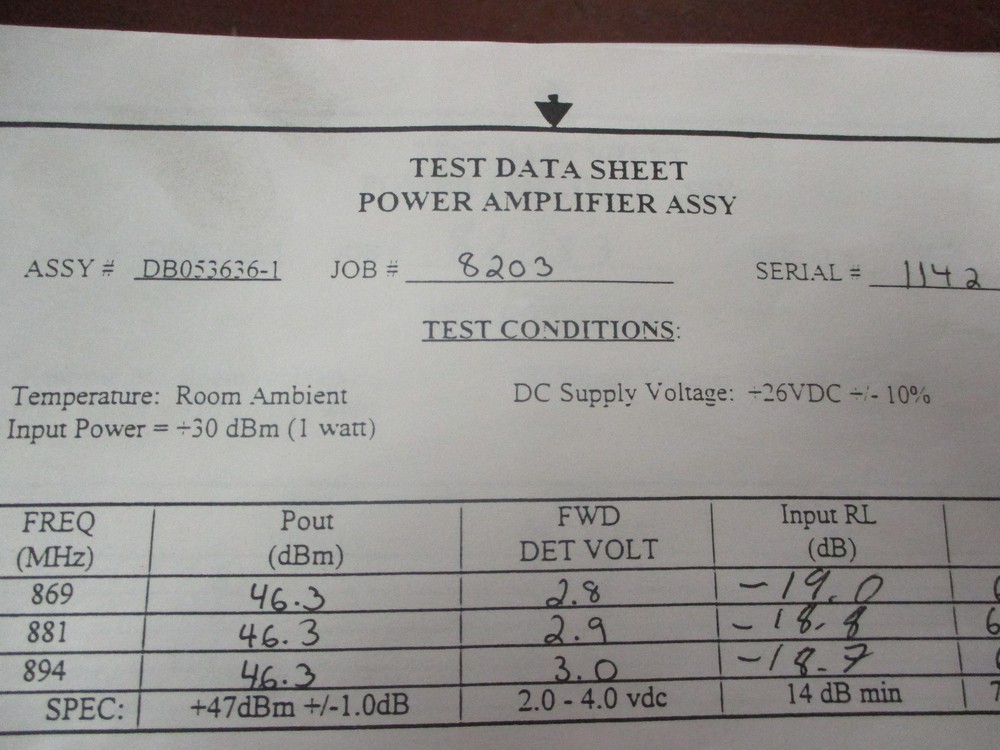 TEST DATA SHEET
POWER AMPLIFIER ASSY
ASSY # DB053636-1 JOB # 8203 SERIAL # 1142
TEST CONDITIONS:
Temperature: Room Ambient DC Supply Voltage: +26VDC +/- 10%
Input Power = +30 dBm (1 watt)
FREQ Pout FWD Input RL
(MHz) (dBm) DET VOLT (dB)
869 46.3 2.8 -19.0
881 46.3 2.9 -18.8 6
894 46.3 3.0 -18.7
SPEC: +47dBm +/-1.0dB 2.0 - 4.0 vdc 14 dB min 7